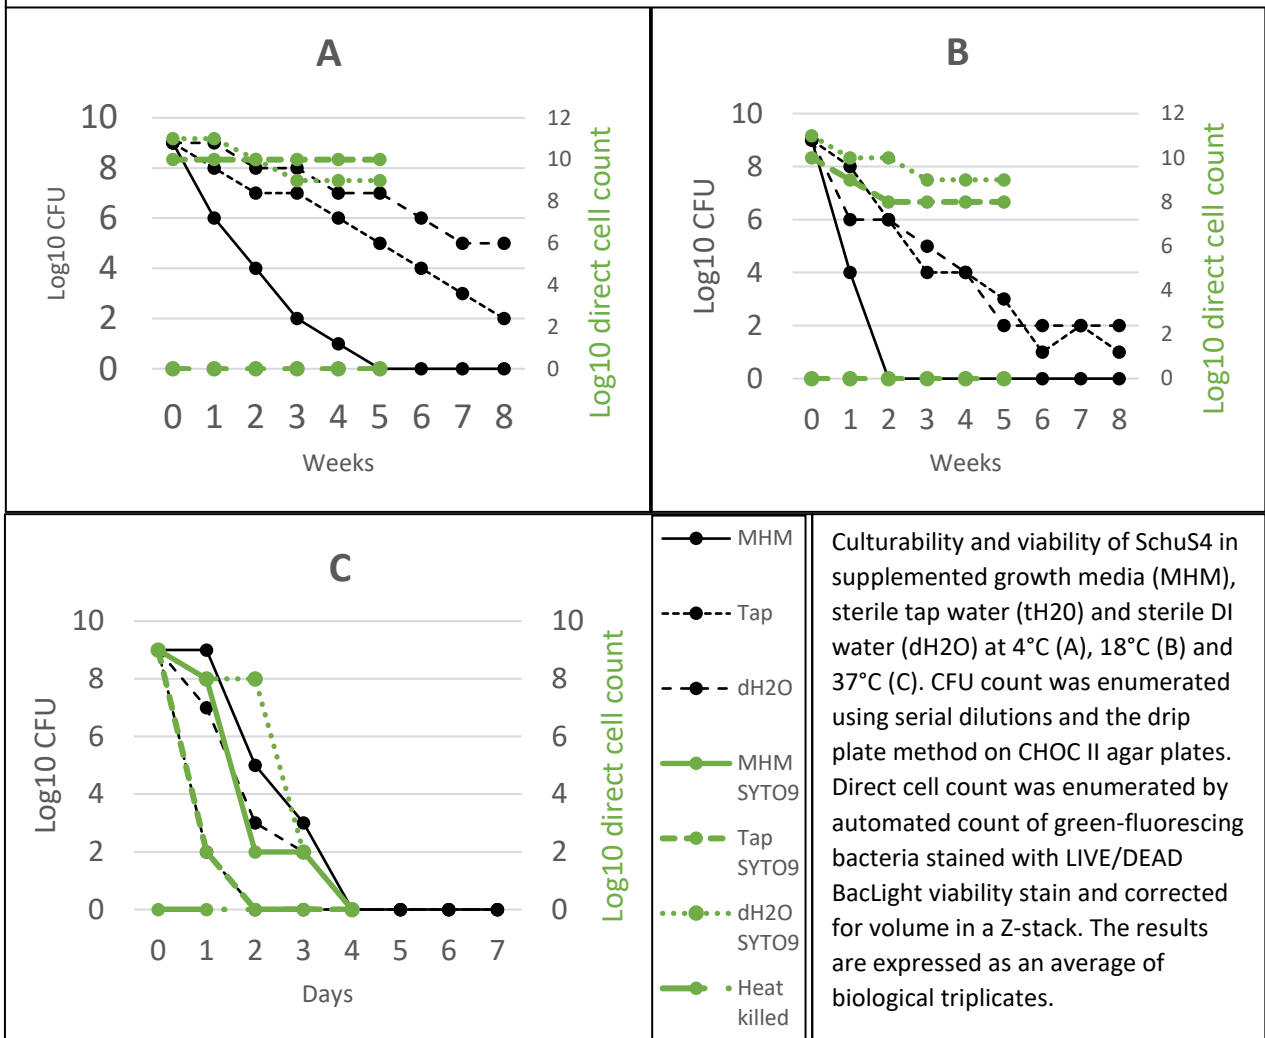 A
10
8
6
4
2
0
Log10 CFU
12
10
8
6
4
2
0
Log10 direct cell count
0 1 2 3 4 5 6 7 8
Weeks
B
10
8
6
4
2
0
Log10 CFU
12
10
8
6
4
2
0
Log10 direct cell count
0 1 2 3 4 5 6 7 8
Weeks
C
10
8
6
4
2
0
Log10 CFU
10
8
6
4
2
0
Log10 direct cell count
0 1 2 3 4 5 6 7
Days
MHM
Tap
dH2O
MHM
SYTO9
Tap
SYTO9
dH2O
SYTO9
Heat
killed
Culturability and viability of SchuS4 in
supplemented growth media (MHM),
sterile tap water (tH20) and sterile DI
water (dH2O) at 4°C (A), 18°C (B) and
37°C (C). CFU count was enumerated
using serial dilutions and the drip
plate method on CHOC II agar plates.
Direct cell count was enumerated by
automated count of green-fluorescing
bacteria stained with LIVE/DEAD
BacLight viability stain and corrected
for volume in a Z-stack. The results
are expressed as an average of
biological triplicates.